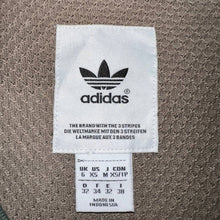 adidas
THE BRAND WITH THE 3 STRIPES
DIE WELTMARKE MIT DEN 3 STREIFEN
LA MARQUE AUX 3 BANDES
UK US J CDN
6 XS M XS/TP
D F E I
32 34 32 38
MADE IN
INDONESIA